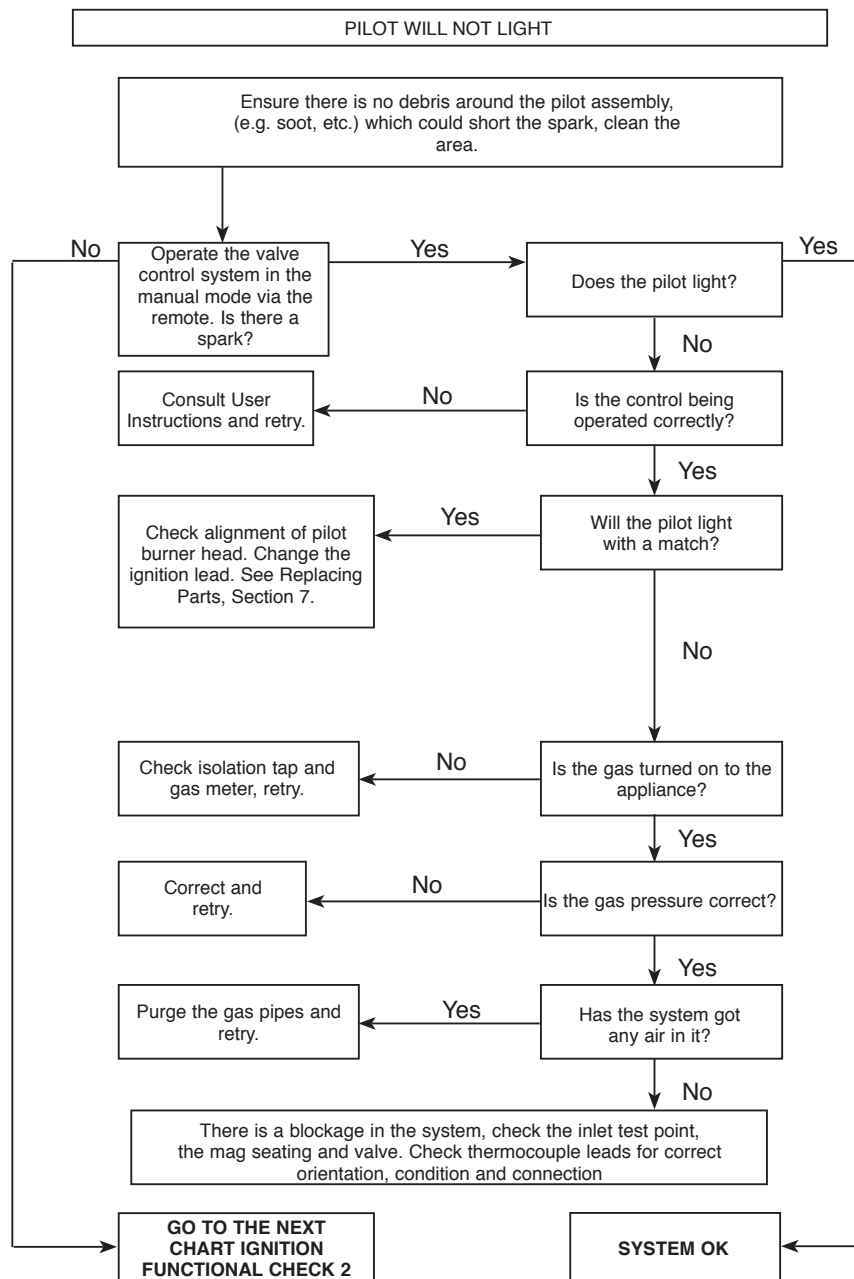 PILOT WILL NOT LIGHT
Ensure there is no debris around the pilot assembly,
(e.g. soot, etc.) which could short the spark, clean the
area.
No
Operate the valve
control system in the
manual mode via the
remote. Is there a
spark?
Yes
Does the pilot light?
Yes
No
Consult User
Instructions and retry.
No
Is the control being
operated correctly?
Yes
Check alignment of pilot
burner head. Change the
ignition lead. See Replacing
Parts, Section 7.
Yes
Will the pilot light
with a match?
No
Check isolation tap and
gas meter, retry.
No
Is the gas turned on to the
appliance?
Yes
Correct and
retry.
No
Is the gas pressure correct?
Yes
Purge the gas pipes and
retry.
Yes
Has the system got
any air in it?
No
There is a blockage in the system, check the inlet test point,
the mag seating and valve. Check thermocouple leads for correct
orientation, condition and connection
GO TO THE NEXT
CHART IGNITION
FUNCTIONAL CHECK 2
SYSTEM OK